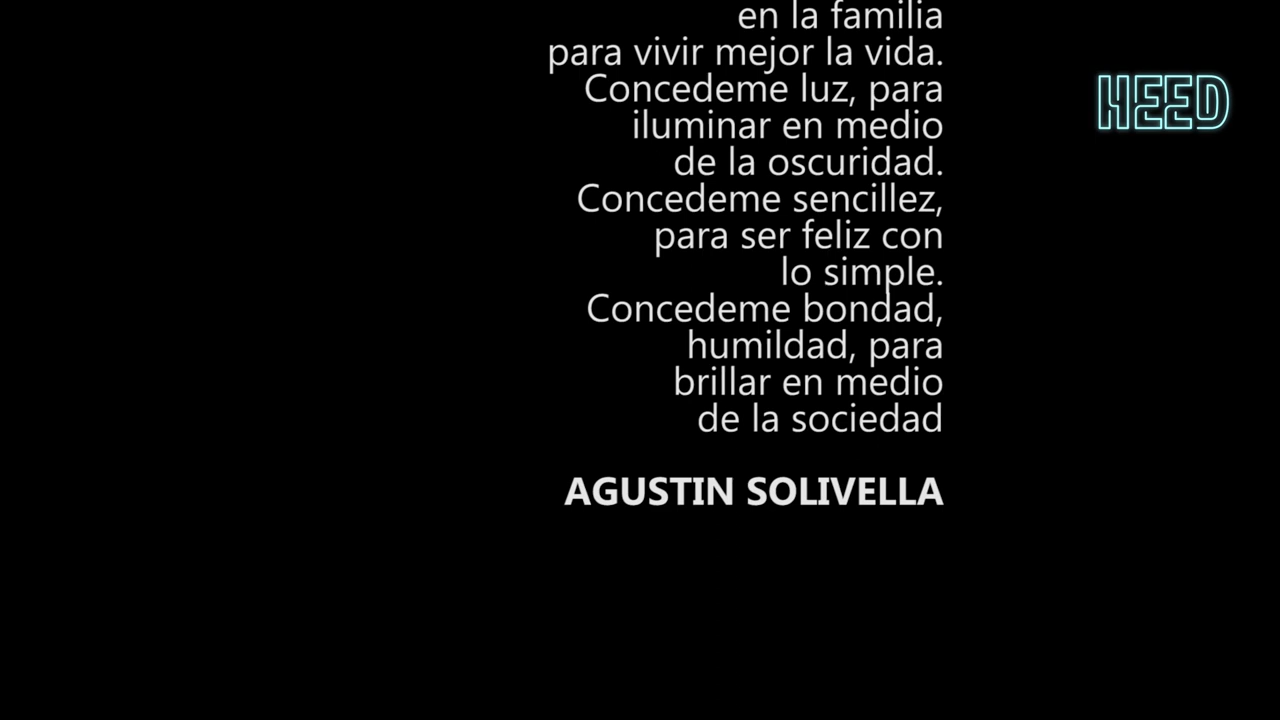 en la familia
para vivir mejor la vida.
Concedeme luz, para
iluminar en medio
de la oscuridad.
Concedeme sencillez,
para ser feliz con
lo simple.
Concedeme bondad,
humildad, para
brillar en medio
de la sociedad
AGUSTIN SOLIVELLA
HEED